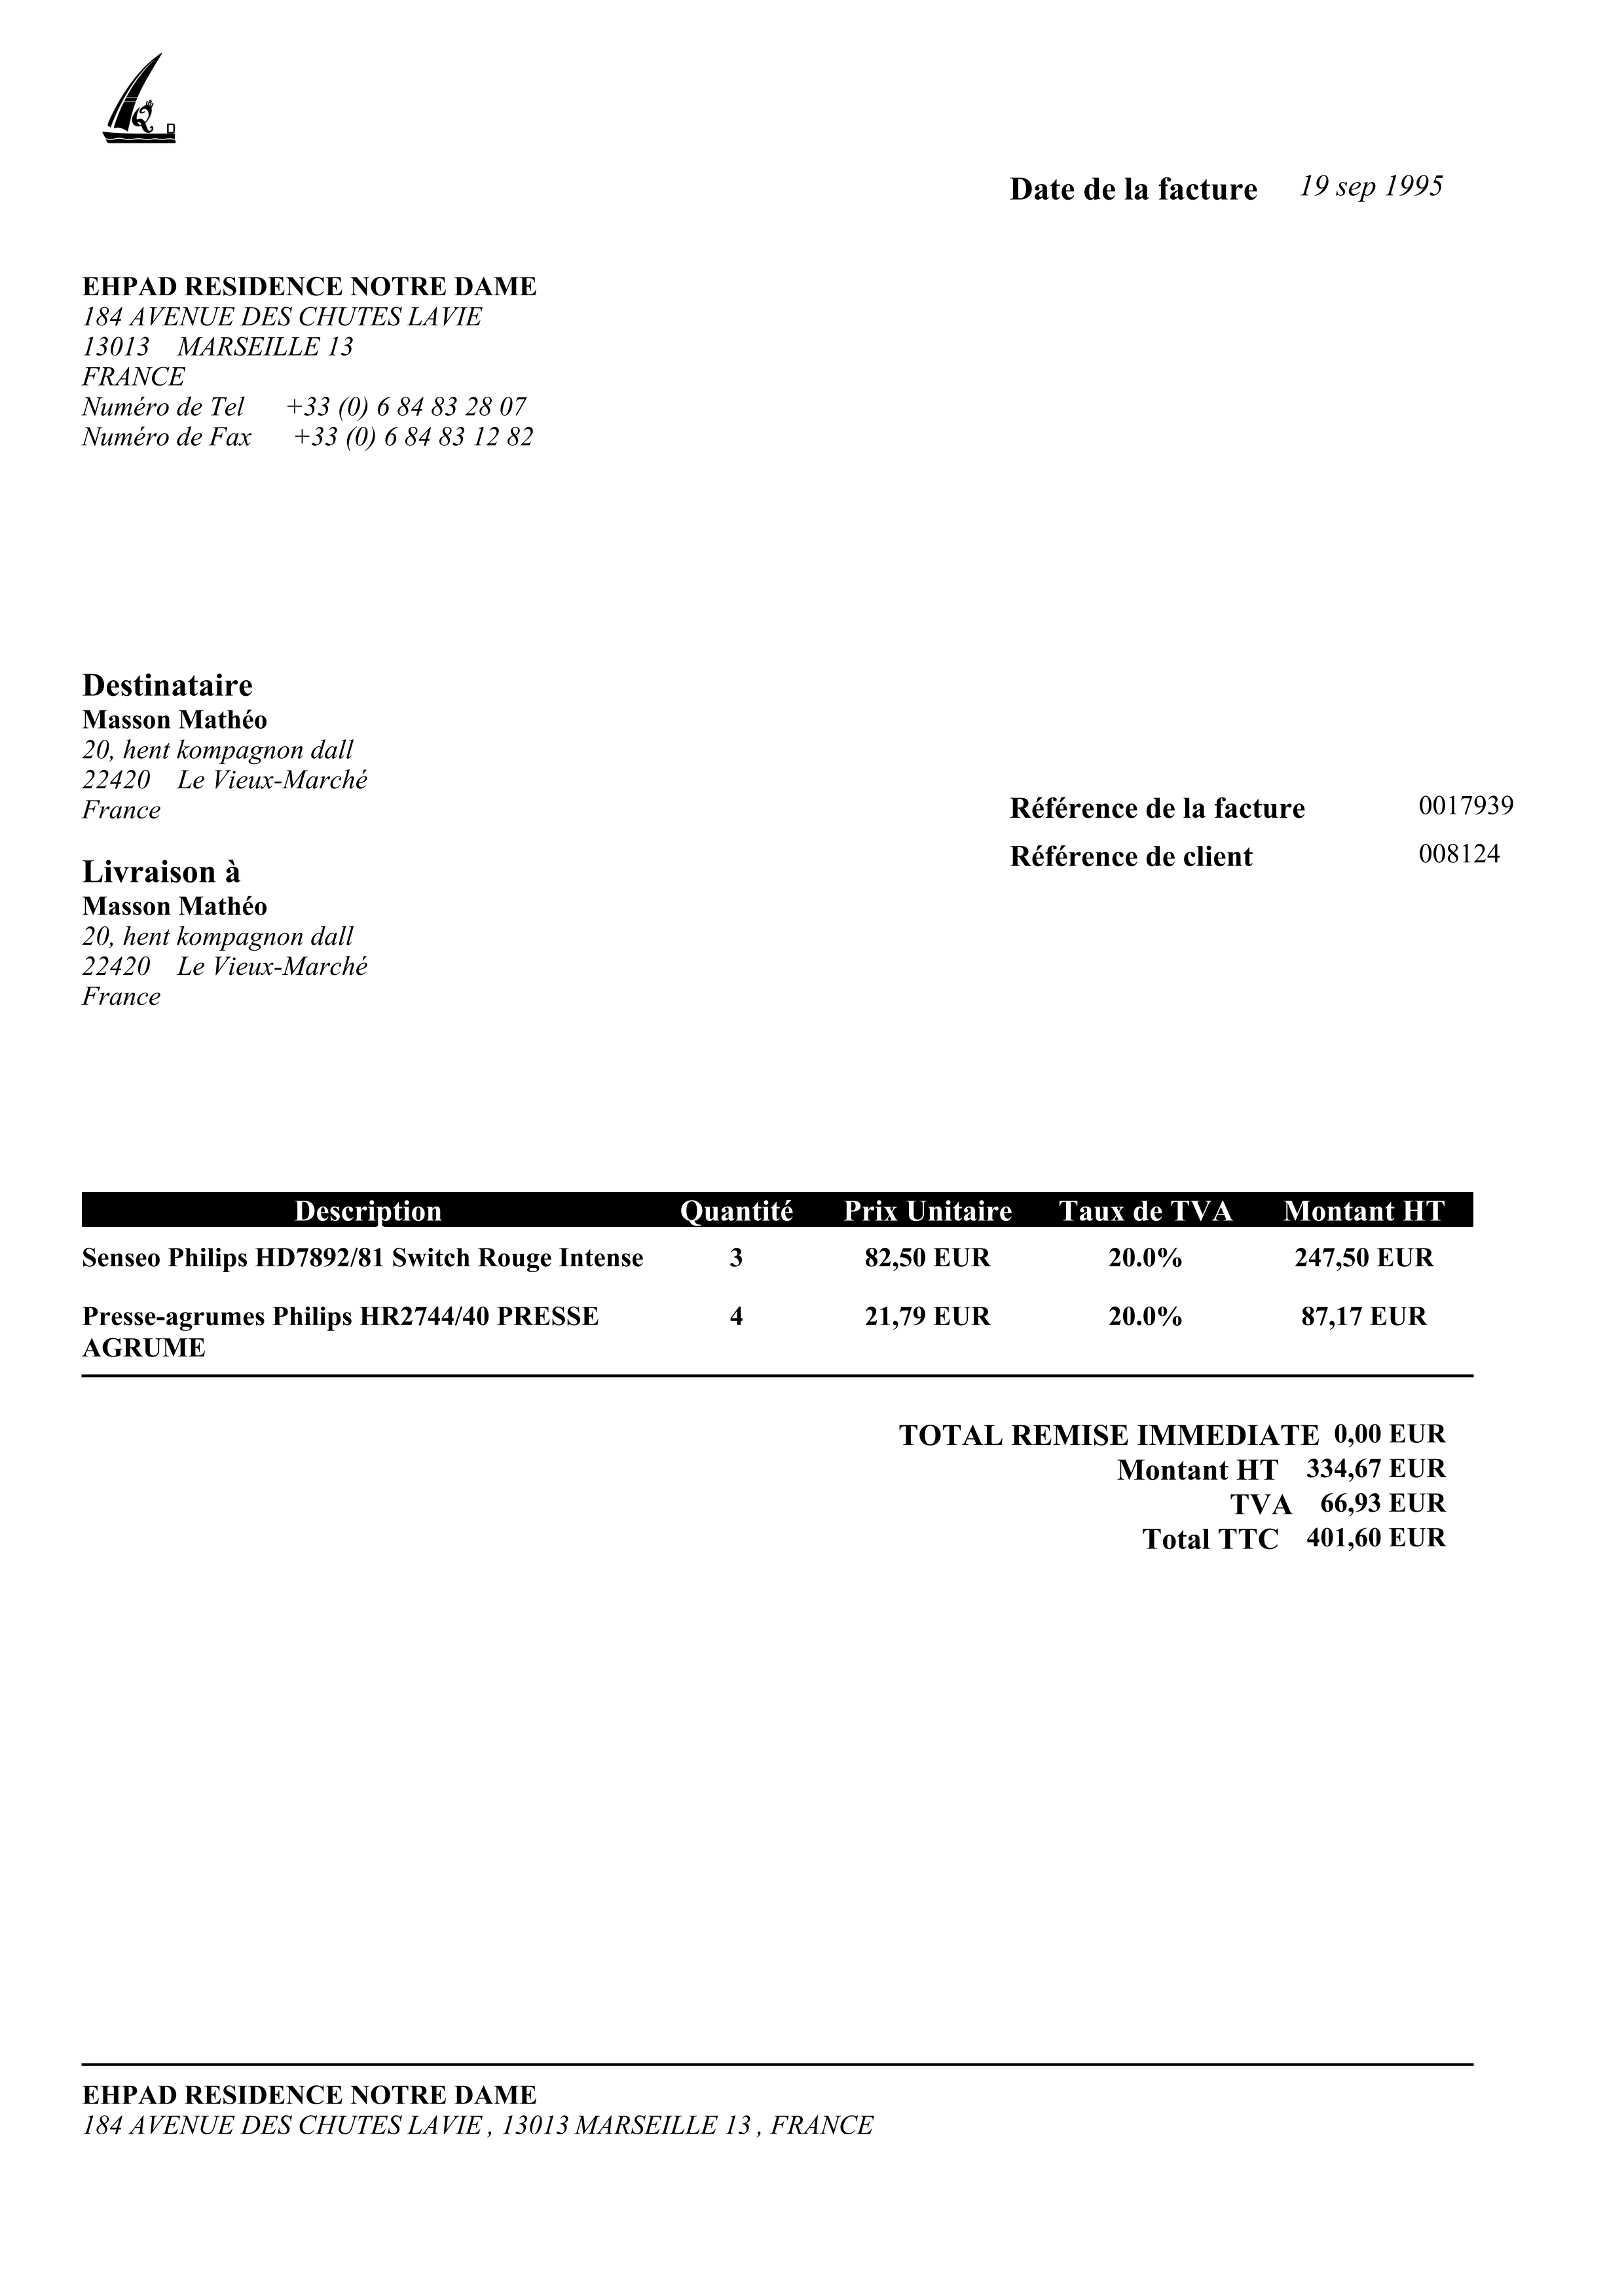 Date de la facture 19 sep 1995
EHPAD RESIDENCE NOTRE DAME
184 AVENUE DES CHUTES LAVIE
13013 MARSEILLE 13
FRANCE
Numéro de Tel +33 (0) 6 84 83 28 07
Numéro de Fax +33 (0) 6 84 83 12 82
Destinataire
Masson Mathéo
20, hent kompagnon dall
22420 Le Vieux-Marché
France
Référence de la facture 0017939
Référence de client 008124
Livraison à
Masson Mathéo
20, hent kompagnon dall
22420 Le Vieux-Marché
France
Description Quantité Prix Unitaire Taux de TVA Montant HT
Senseo Philips HD7892/81 Switch Rouge Intense 3 82,50 EUR 20.0% 247,50 EUR
Presse-agrumes Philips HR2744/40 PRESSE 4 21,79 EUR 20.0% 87,17 EUR
AGRUME
TOTAL REMISE IMMEDIATE 0,00 EUR
Montant HT 334,67 EUR
TVA 66,93 EUR
Total TTC 401,60 EUR
EHPAD RESIDENCE NOTRE DAME
184 AVENUE DES CHUTES LAVIE , 13013 MARSEILLE 13 , FRANCE